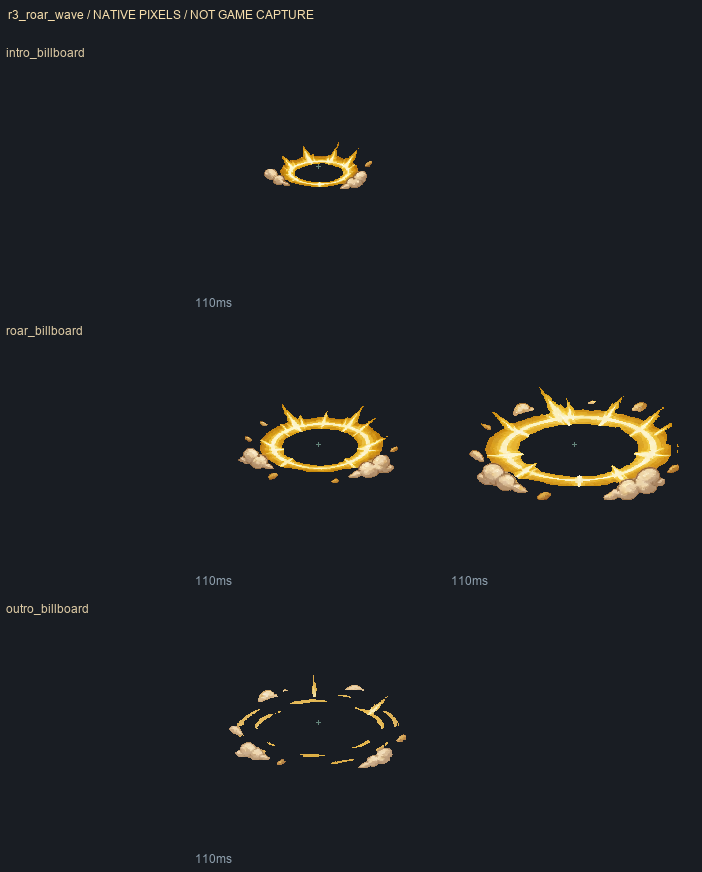 r3_roar_wave / NATIVE PIXELS / NOT GAME CAPTURE
intro_billboard
110ms
roar_billboard
110ms 110ms
outro_billboard
110ms